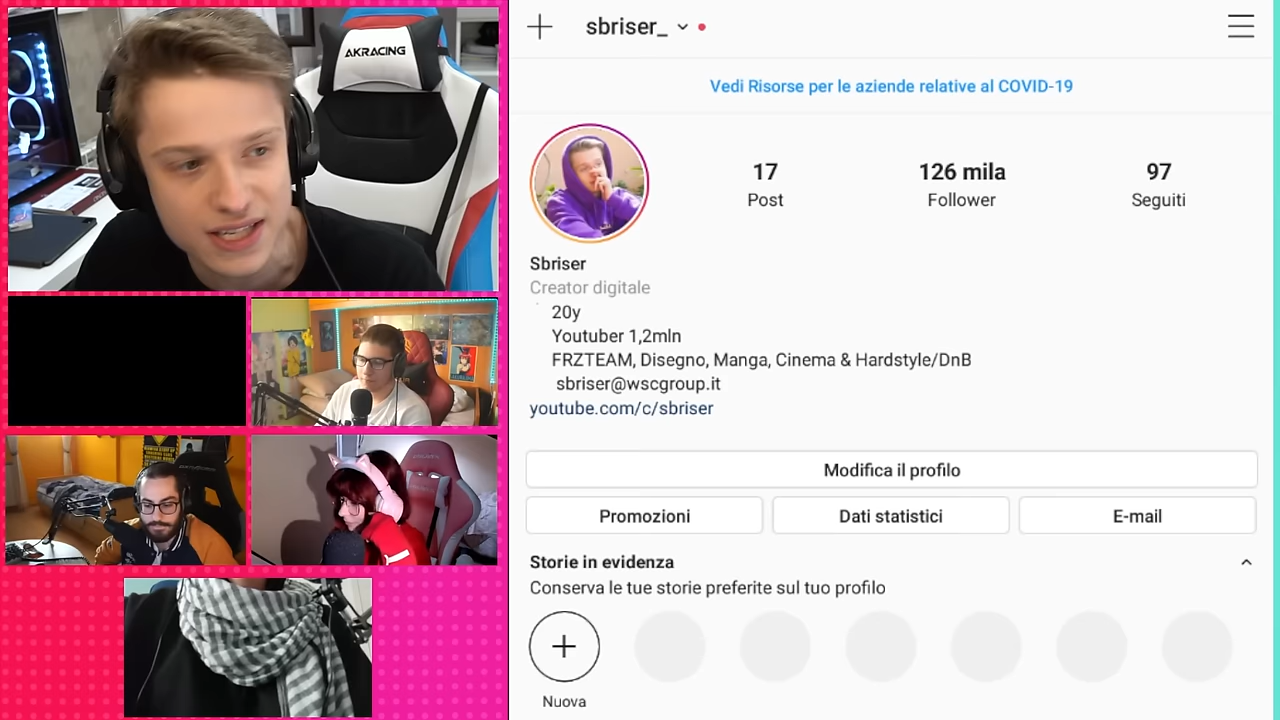 AKRACING
sbriser_
Vedi Risorse per le aziende relative al COVID-19
17
Post
126 mila
Follower
97
Seguiti
Sbriser
Creator digitale
20y
Youtuber 1,2mln
FRZTEAM, Disegno, Manga, Cinema & Hardstyle/DnB
sbriser@wscgroup.it
youtube.com/c/sbriser
Modifica il profilo
Promozioni
Dati statistici
E-mail
Storie in evidenza
Conserva le tue storie preferite sul tuo profilo
Nuova